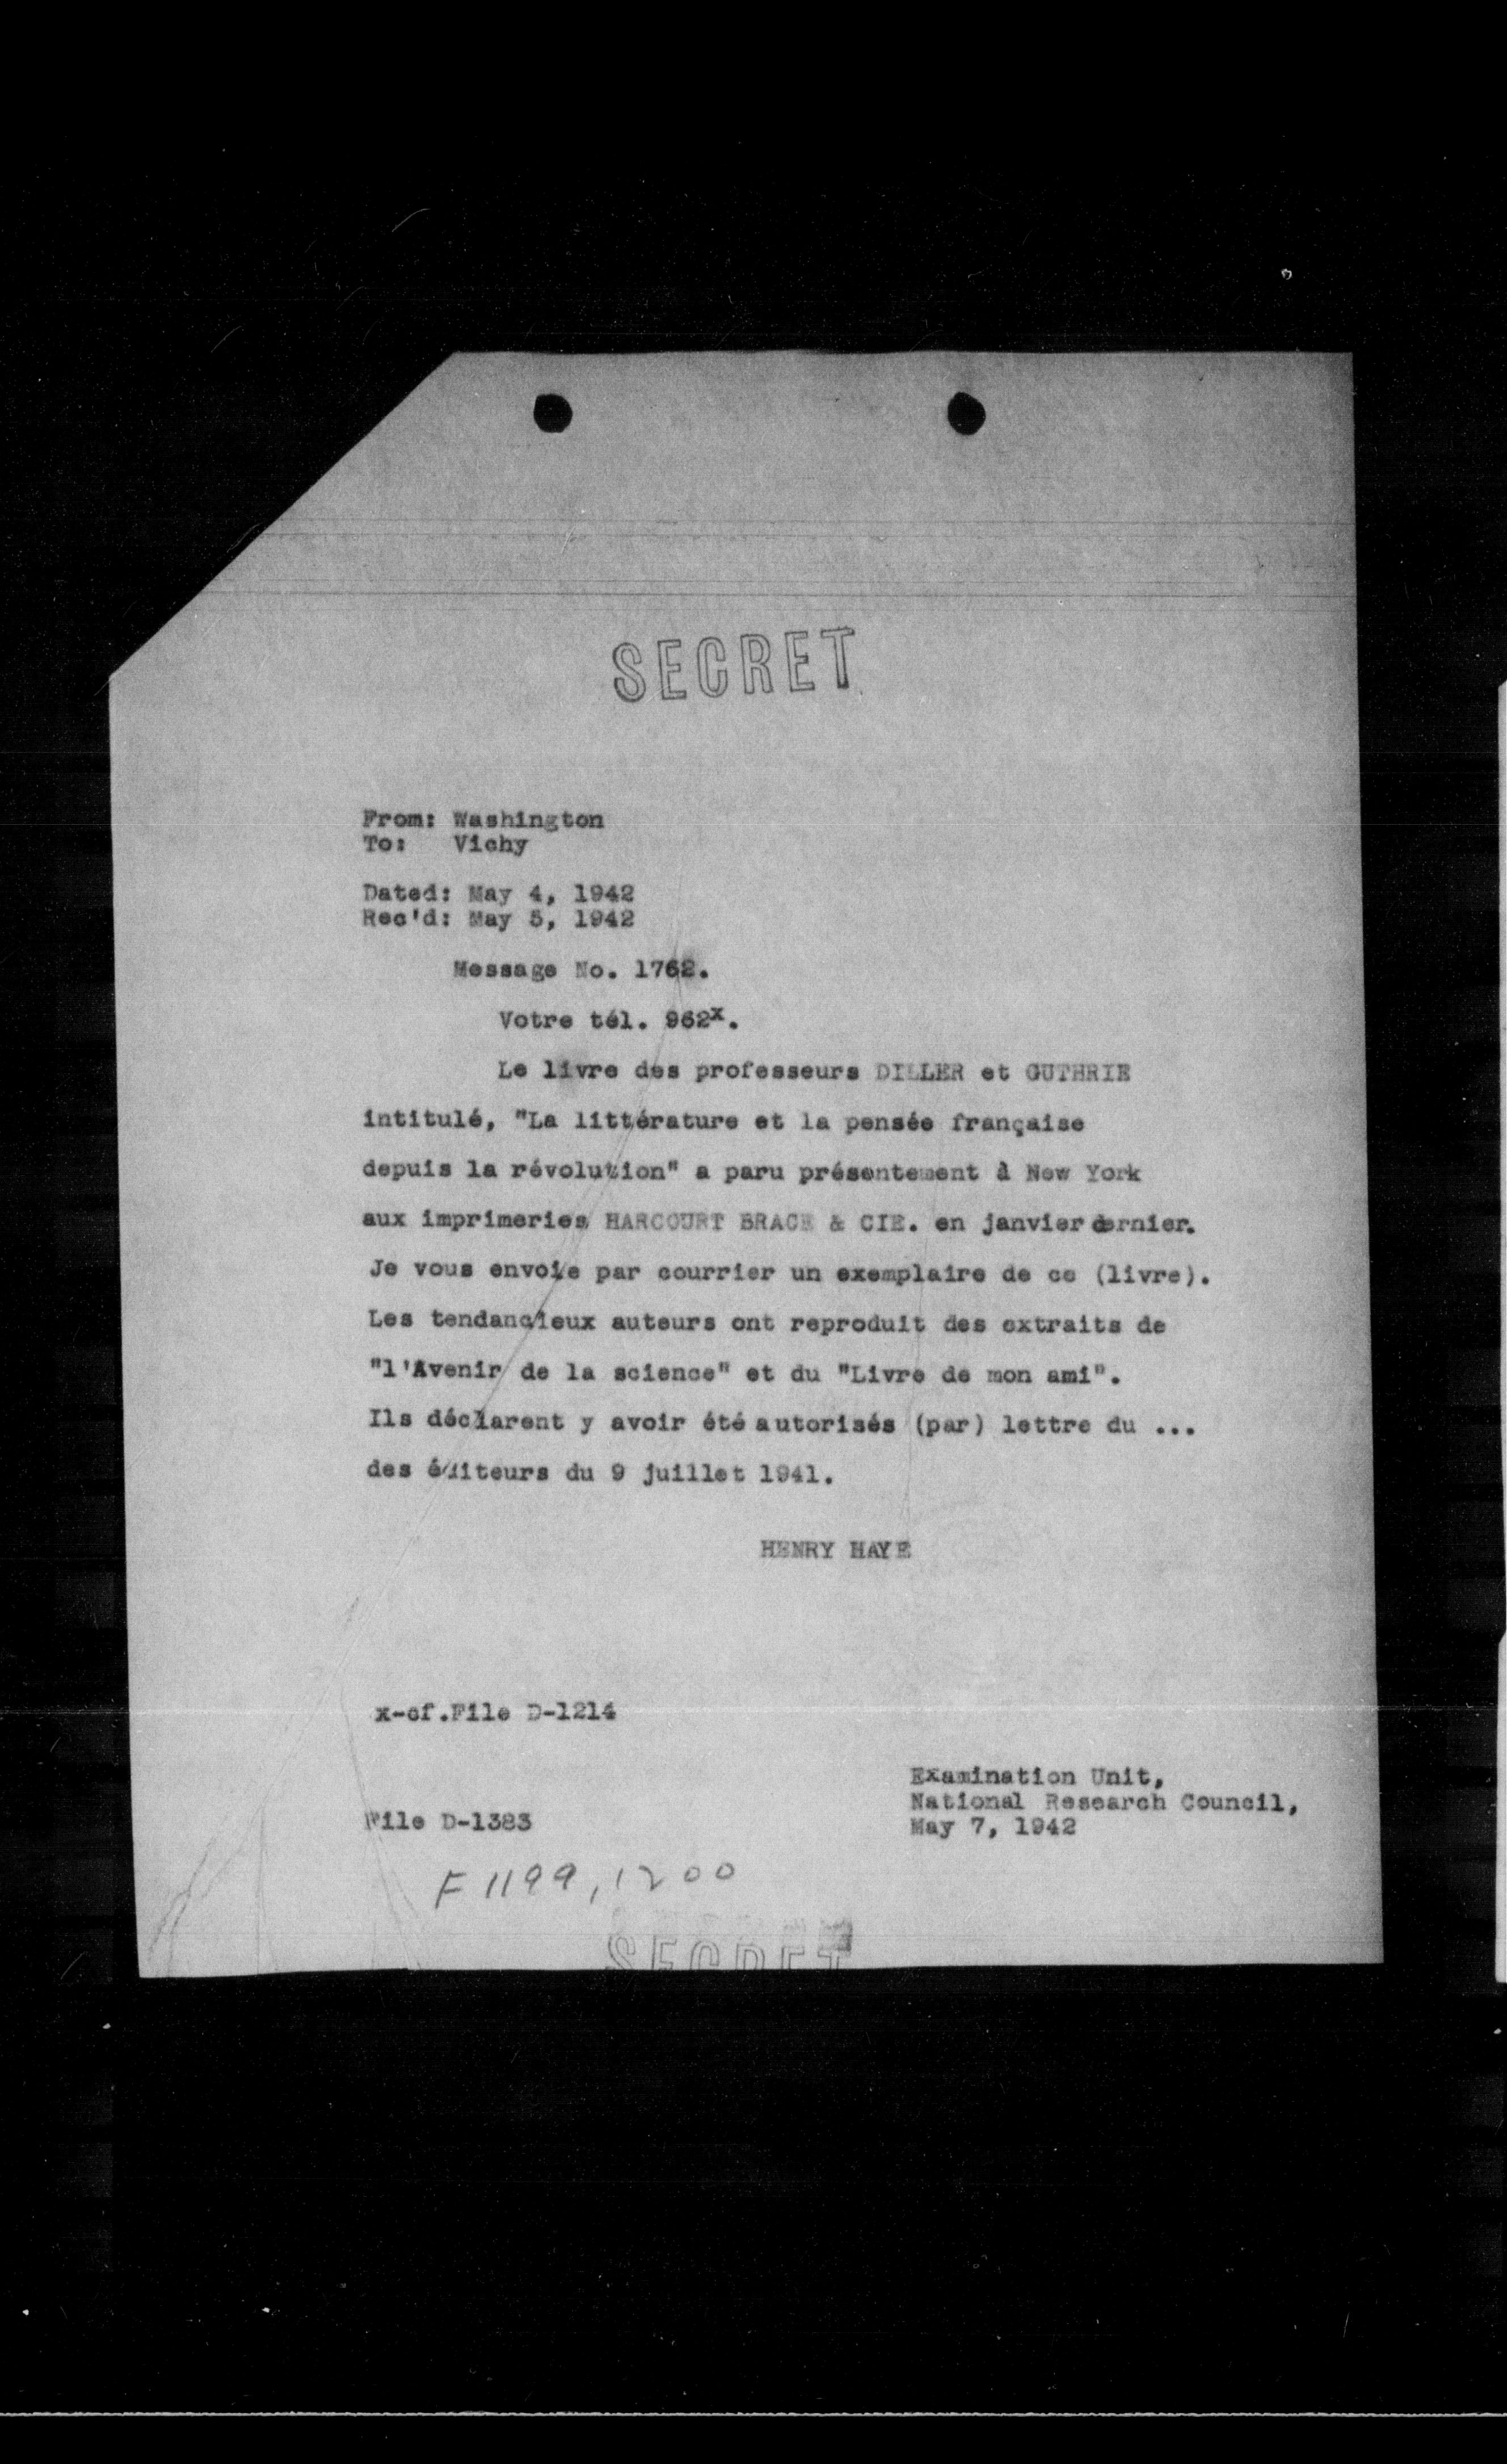 SECRET
From: Washington
To: Vichy
Dated: May 4, 1942
Rec'd: May 5, 1942
Message No. 1762.
Votre tél. 962x.
Le livre des professeurs DILLER et GUTHRIE
intitulé, "La littérature et la pensée française
depuis la révolution" a paru présentement à New York
aux imprimeries HARCOURT BRACE & CIE. en janvier dernier.
Je vous envoie par courrier un exemplaire de ce (livre).
Les tendancieux auteurs ont reproduit des extraits de
"l'Avenir de la science" et du "Livre de mon ami".
Ils déclarent y avoir été autorisés (par) lettre du ...
des éditeurs du 9 juillet 1941.
HENRY HAYE
x-cf.File D-1214
Examination Unit,
National Research Council,
May 7, 1942
File D-1383
F 1199, 1200
SECRET